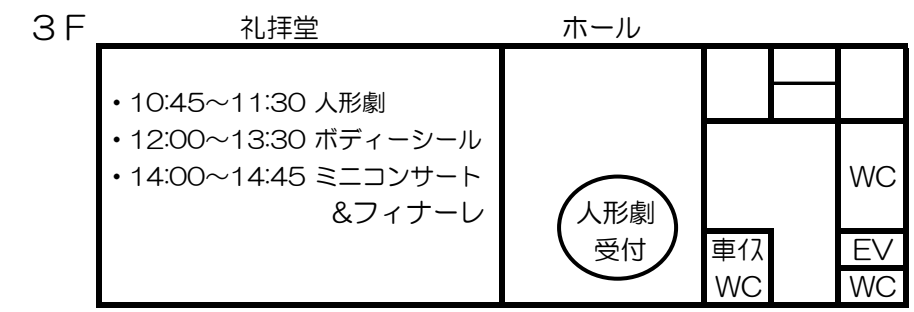 ３Ｆ 礼拝堂 ホール
・10:45～11:30 人形劇
・12:00～13:30 ボディーシール
・14:00～14:45 ミニコンサート
&フィナーレ
人形劇
受付
WC
車イス
WC
EV
WC